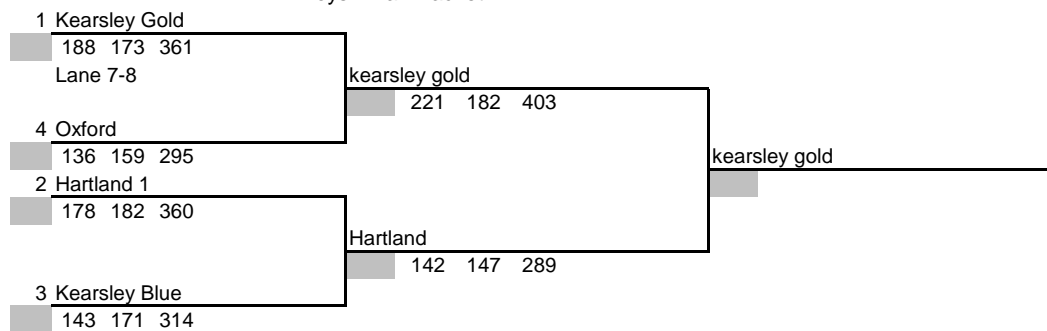 1 Kearsley Gold
188 173 361
Lane 7-8
kearsley gold
221 182 403
4 Oxford
136 159 295
kearsley gold
2 Hartland 1
178 182 360
Hartland
142 147 289
3 Kearsley Blue
143 171 314